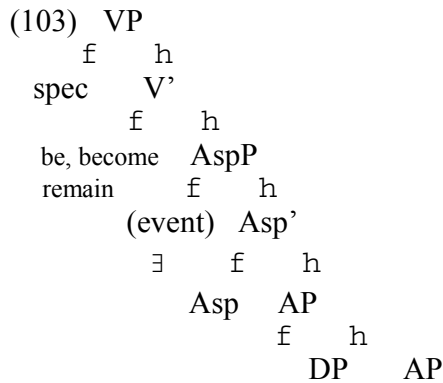 (103) VP
f h
spec V’
f h
be, become AspP
remain f h
(event) Asp’
∃ f h
Asp AP
f h
DP AP